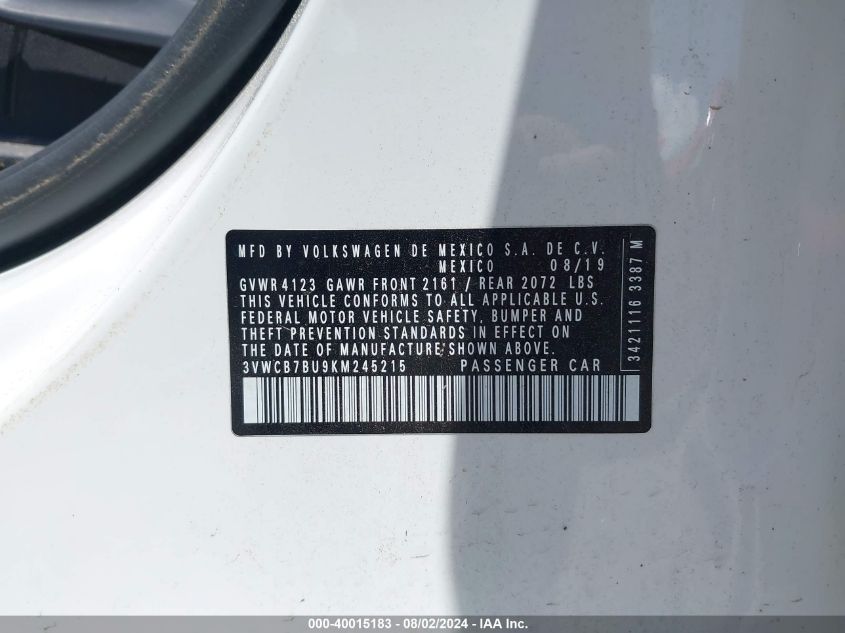 MFD BY VOLKSWAGEN DE MEXICO S.A. DE C.V.
MEXICO 08/19
GVWR 4123 GAWR FRONT 2161 / REAR 2072 LBS
THIS VEHICLE CONFORMS TO ALL APPLICABLE U.S.
FEDERAL MOTOR VEHICLE SAFETY, BUMPER AND
THEFT PREVENTION STANDARDS IN EFFECT ON
THE DATE OF MANUFACTURE SHOWN ABOVE.
3VWCB7BU9KM245215 PASSENGER CAR
3421116 3387 M
000-40015183 - 08/02/2024 - IAA Inc.